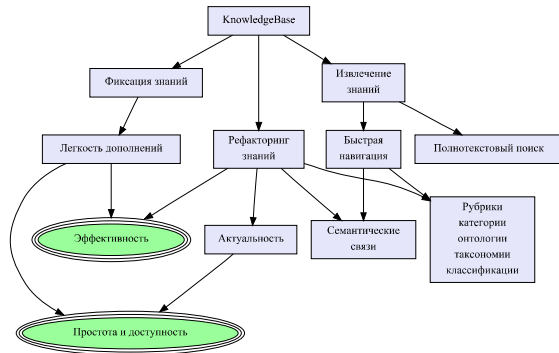 KnowledgeBase
Фиксация знаний
Извлечение
знаний
Легкость дополнений
Рефакторинг
знаний
Быстрая
навигация
Полнотекстовый поиск
Эффективность
Актуальность
Семантические
связи
Рубрики
категории
онтологии
таксономии
классификации
Простота и доступность